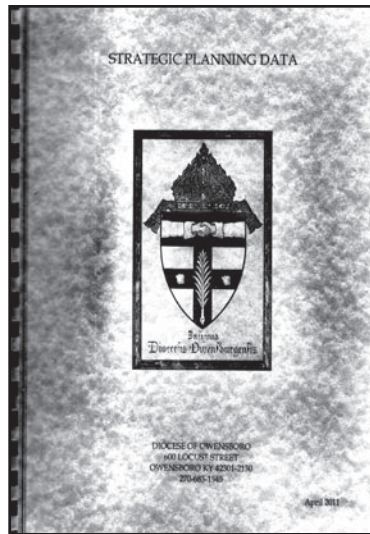 STRATEGIC PLANNING DATA
Insignia
Dioecesis Owensburgensis
DIOCESE OF OWENSBORO
600 LOCUST STREET
OWENSBORO KY 42301-2130
270-683-1545
April 2011